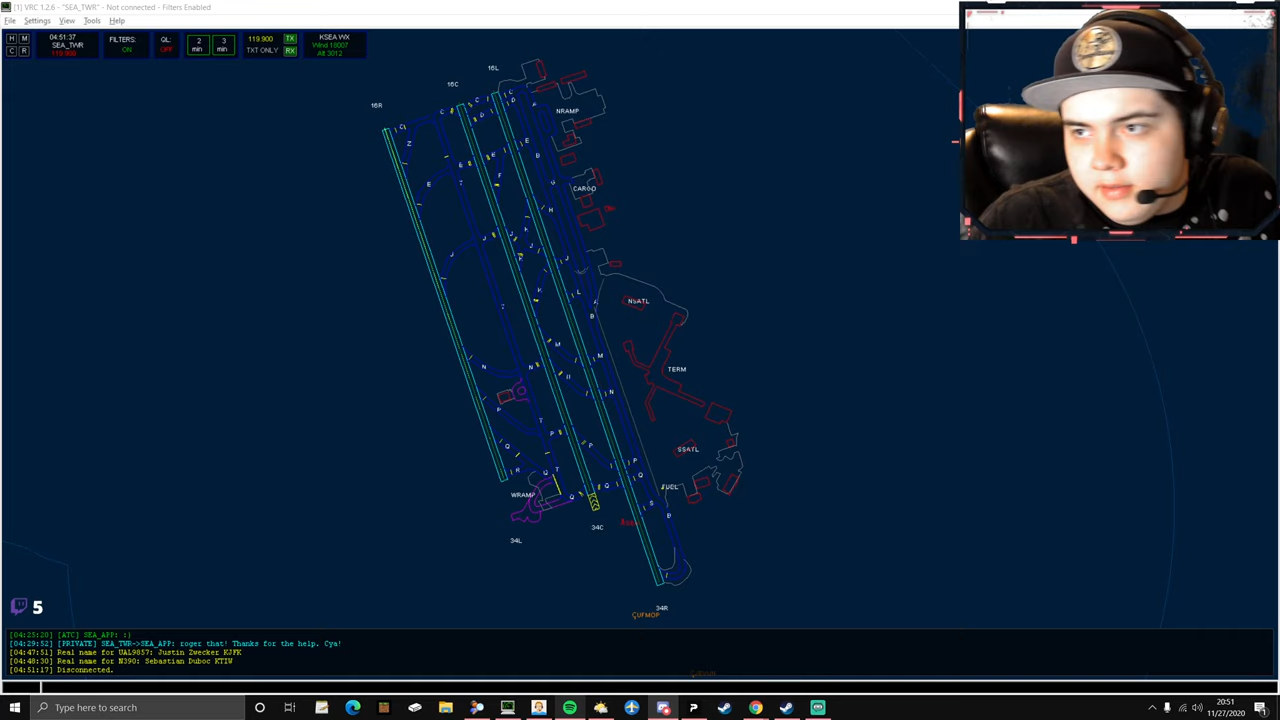 [1] VRC 1.2.6 - "SEA_TWR" - Not connected - Filters Enabled
File Settings View Tools Help
H M
C R
04:51:37
SEA_TWR
119.900
FILTERS:
ON
QL:
OFF
2
min
3
min
119.900 TX
TXT ONLY RX
KSEA WX
Wind 18007
Alt 3012
16L
16C
16R
NRAMP
CARGO
NSATL
TERM
SSATL
FUEL
WRAMP
34C
34L
34R
5
[04:25:20] [ATC] SEA_APP: :)
[04:29:52] [PRIVATE] SEA_TWR->SEA_APP: roger that! Thanks for the help. Cya!
[04:47:51] Real name for UAL9857: Justin Zwecker KJFK
[04:48:30] Real name for N390: Sebastian Duboc KTIW
[04:51:17] Disconnected.
Type here to search
20:51
11/27/2020